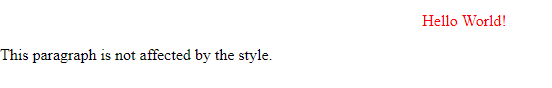 Hello World!
This paragraph is not affected by the style.